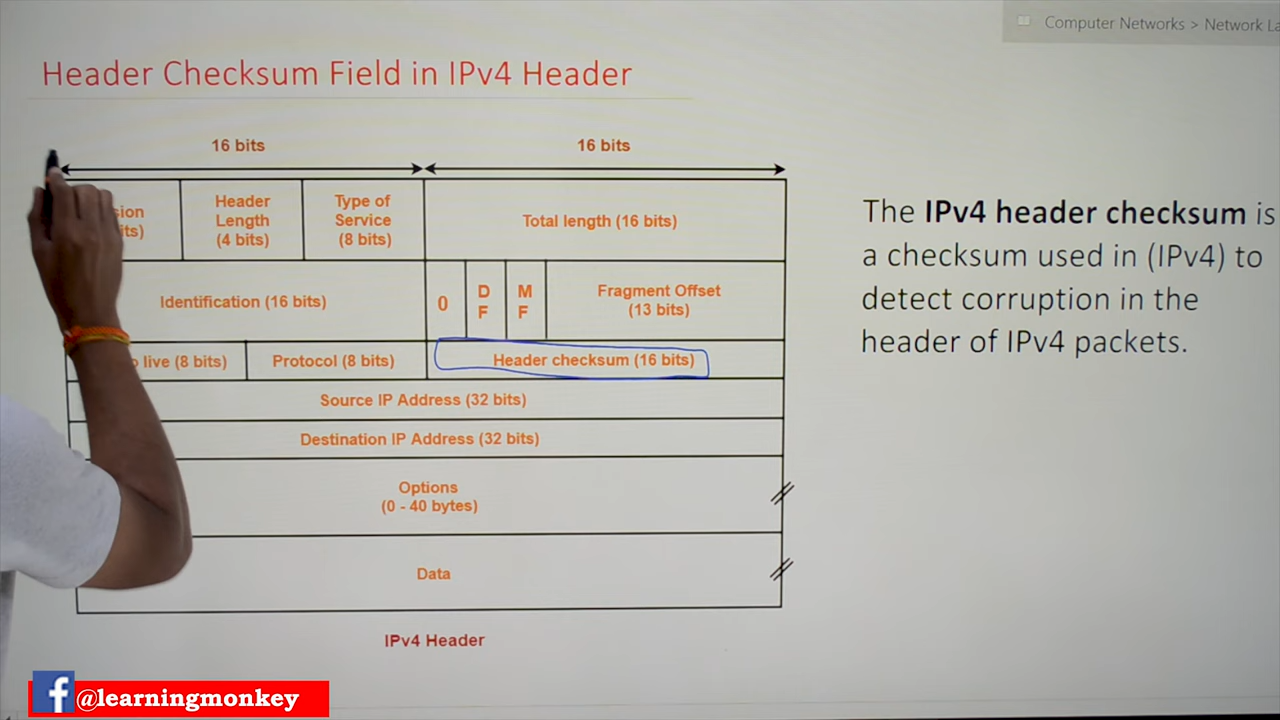 Computer Networks > Network La
Header Checksum Field in IPv4 Header
16 bits
16 bits
Header
Length
(4 bits)
Type of
Service
(8 bits)
Total length (16 bits)
Identification (16 bits)
0
D
F
M
F
Fragment Offset
(13 bits)
live (8 bits)
Protocol (8 bits)
Header checksum (16 bits)
Source IP Address (32 bits)
Destination IP Address (32 bits)
Options
(0 - 40 bytes)
Data
IPv4 Header
The IPv4 header checksum is
a checksum used in (IPv4) to
detect corruption in the
header of IPv4 packets.
@learningmonkey